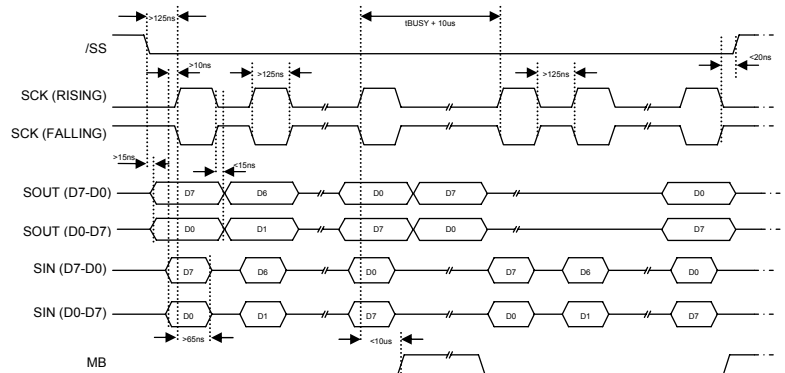 >125ns
tBUSY + 10us
/SS
<20ns
>10ns
>125ns
>125ns
SCK (RISING)
SCK (FALLING)
>15ns
<15ns
SOUT (D7-D0)
D7
D6
D0
D7
D0
SOUT (D0-D7)
D0
D1
D7
D0
D7
SIN (D7-D0)
D7
D6
D0
D7
D6
D0
SIN (D0-D7)
D0
D1
D7
D0
D1
D7
>65ns
<10us
MB